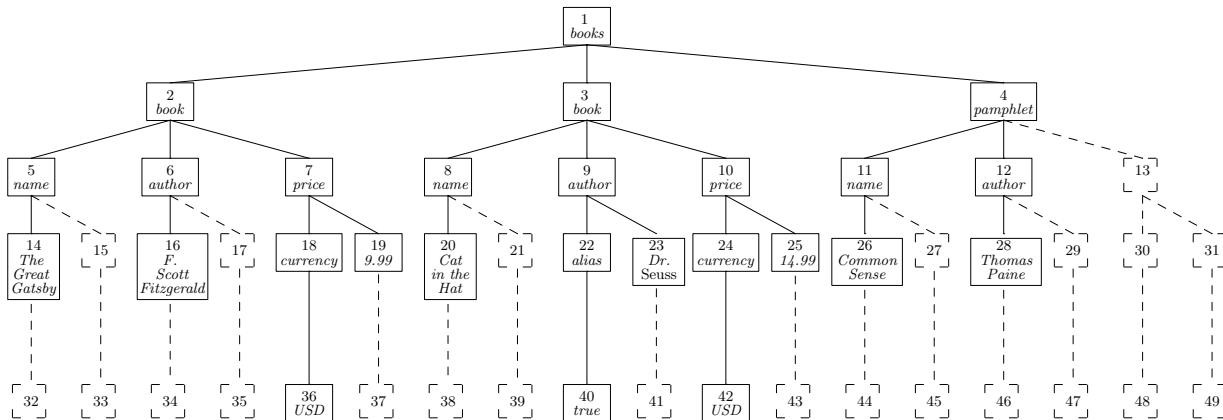 1
books
2
book
3
book
4
pamphlet
5
name
6
author
7
price
8
name
9
author
10
price
11
name
12
author
13
14
The
Great
Gatsby
15
16
F.
Scott
Fitzgerald
17
18
currency
19
9.99
20
Cat
in the
Hat
21
22
alias
23
Dr.
Seuss
24
currency
25
14.99
26
Common
Sense
27
28
Thomas
Paine
29
30
31
32
33
34
35
36
USD
37
38
39
40
true
41
42
USD
43
44
45
46
47
48
49